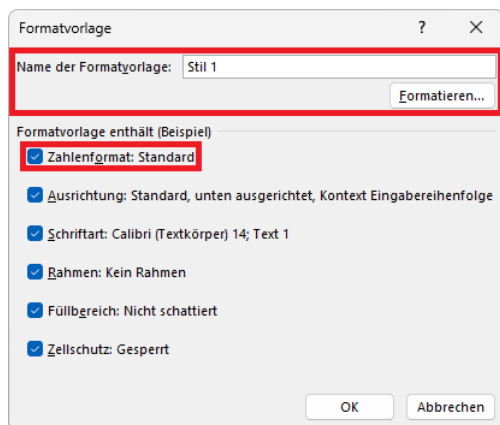 Formatvorlage ? ×
Name der Formatvorlage: Stil 1
Formatieren...
Formatvorlage enthält (Beispiel)
Zahlenformat: Standard
Ausrichtung: Standard, unten ausgerichtet, Kontext Eingabereihenfolge
Schriftart: Calibri (Textkörper) 14; Text 1
Rahmen: Kein Rahmen
Füllbereich: Nicht schattiert
Zellschutz: Gesperrt
OK Abbrechen